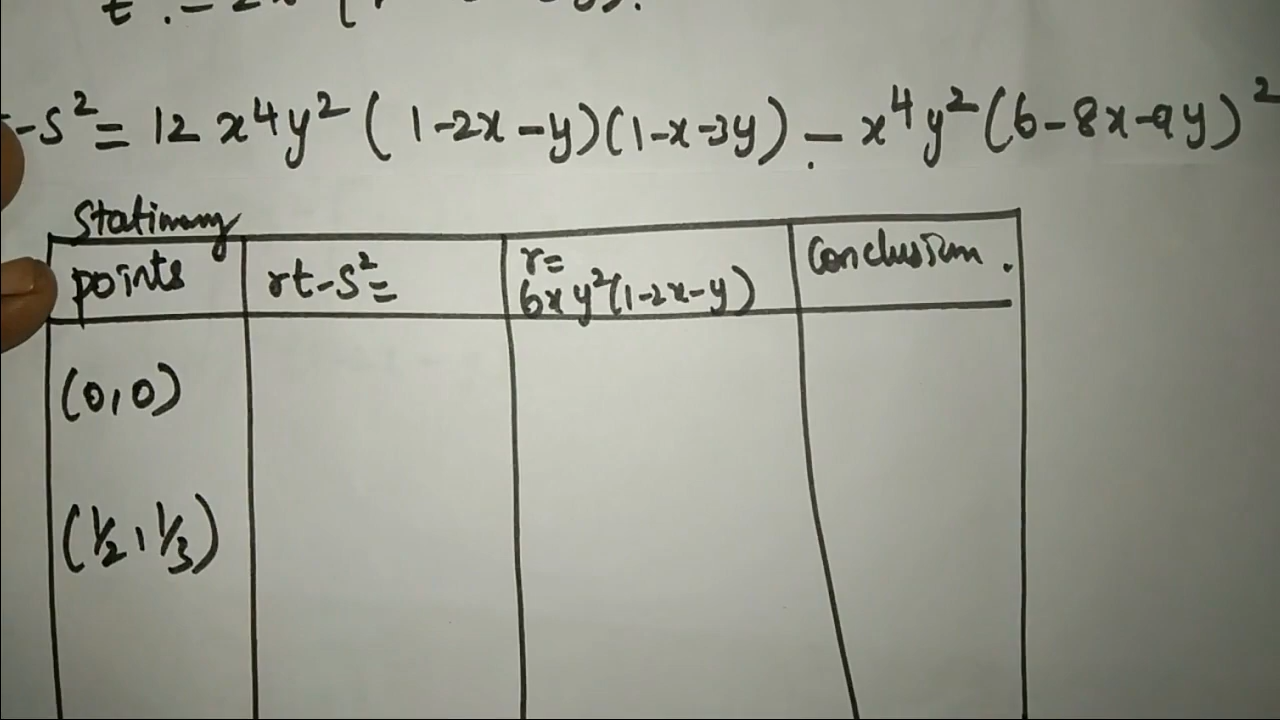 -s²= 12 x⁴y² (1-2x-y)(1-x-3y) - x⁴y² (6-8x-9y)²
Stationary points
rt-s²=
r=
6xy²(1-2x-y)
Conclusion.
(0,0)
(1/2, 1/3)